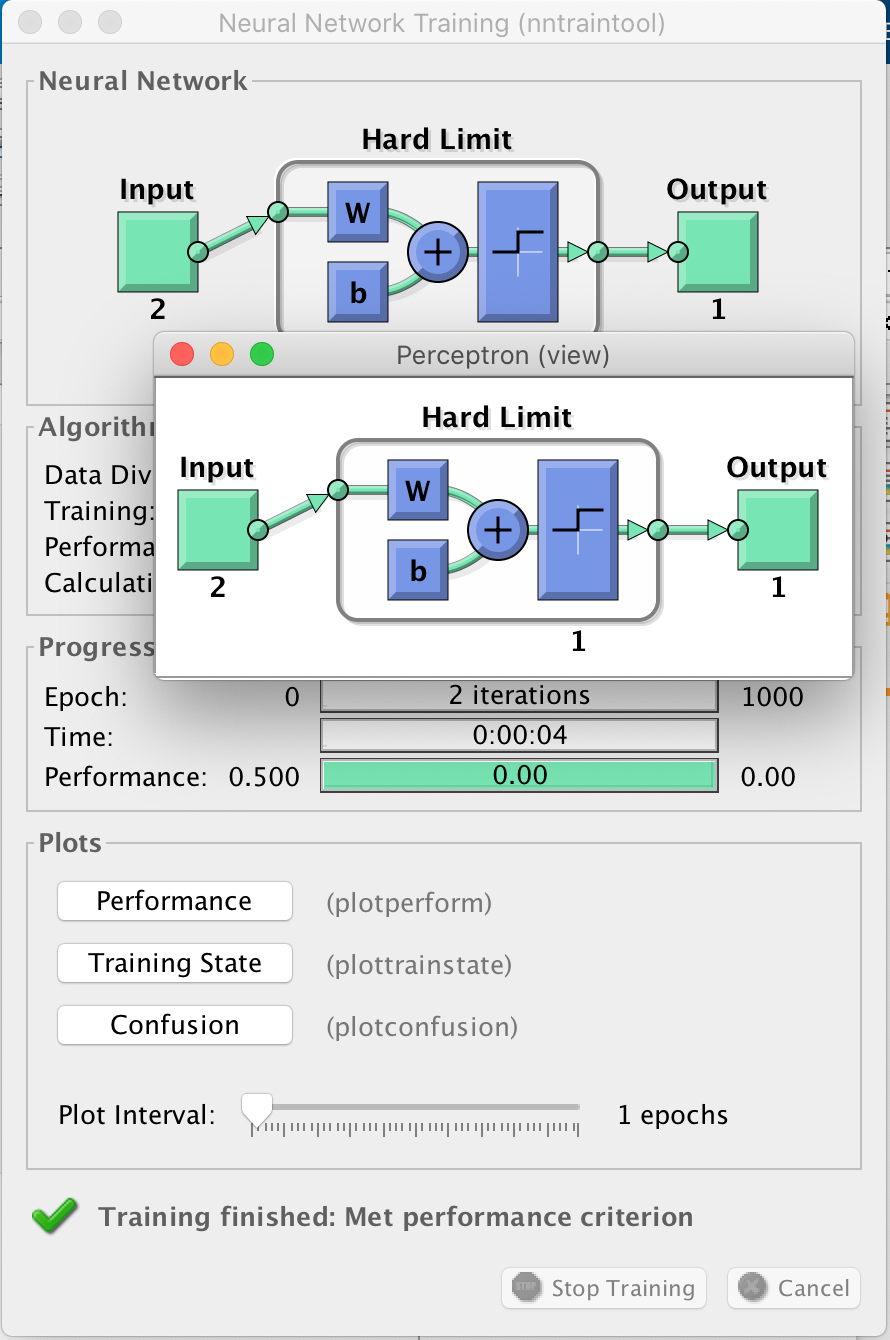 Neural Network Training (nntraintool)
Neural Network
Hard Limit
Input
Output
W
b
2
1
Perceptron (view)
Hard Limit
Input
Output
W
b
2
1
1
Algorith
Data Div
Training:
Performa
Calculati
Progress
Epoch: 0 2 iterations 1000
Time: 0:00:04
Performance: 0.500 0.00 0.00
Plots
Performance (plotperform)
Training State (plottrainstate)
Confusion (plotconfusion)
Plot Interval: 1 epochs
Training finished: Met performance criterion
STOP Stop Training Cancel